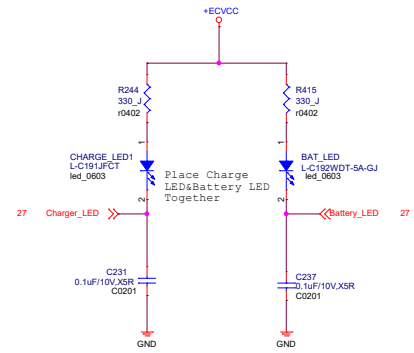 +ECVCC
R244
330_J
r0402
R415
330_J
r0402
1
1
CHARGE_LED1
L-C191JFCT
led_0603
BAT_LED
L-C192WDT-5A-GJ
led_0603
Place Charge
LED&Battery LED
Together
2
2
27 Charger_LED
Battery_LED 27
C231
0.1uF/10V,X5R
C0201
C237
0.1uF/10V,X5R
C0201
GND
GND